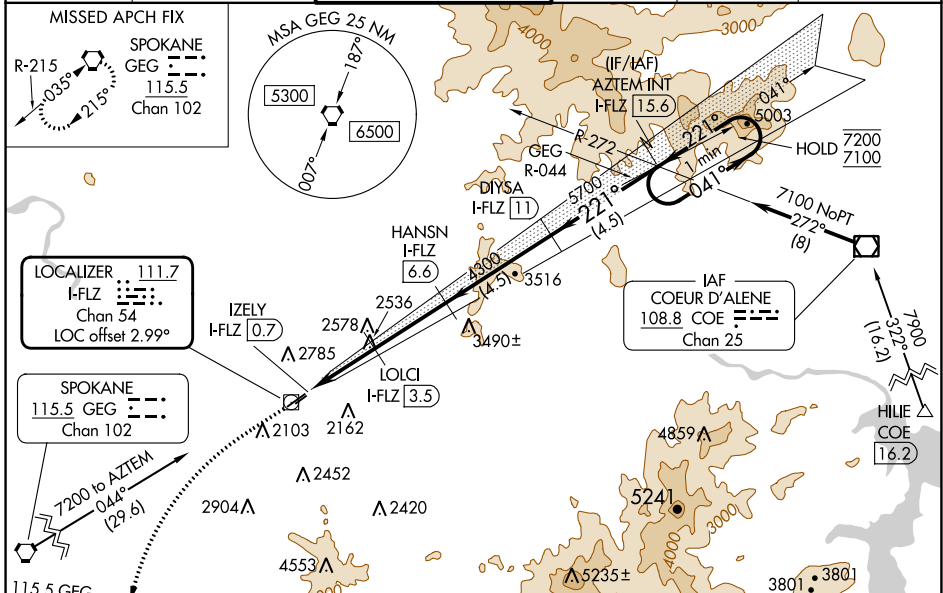 MISSED APCH FIX
SPOKANE
GEG
115.5
Chan 102
R-215
035°
215°
MSA GEG 25 NM
187°
5300
6500
007°
4000
3000
(IF/IAF)
AZTEM INT
I-FLZ 15.6
041°
5003
R-272
221°
1 min
041°
HOLD
7200
7100
GEG
R-044
5700
DIYSA
I-FLZ 11
221°
(4.5)
7100 NoPT
272°
(8)
HANSN
I-FLZ
6.6
4300
(4.5)
3516
LOCALIZER 111.7
I-FLZ
Chan 54
LOC offset 2.99°
IZELY
I-FLZ 0.7
2536
2578
2785
3490±
LOLCI
I-FLZ 3.5
IAF
COEUR D'ALENE
108.8 COE
Chan 25
7900
322°
(16.2)
HILIE
COE
16.2
SPOKANE
115.5 GEG
Chan 102
2103
2162
4859
7200 to AZTEM
044°
(29.6)
2452
2904
2420
5241
3000
4000
4553
5235±
3801
3801
115.5 GEG